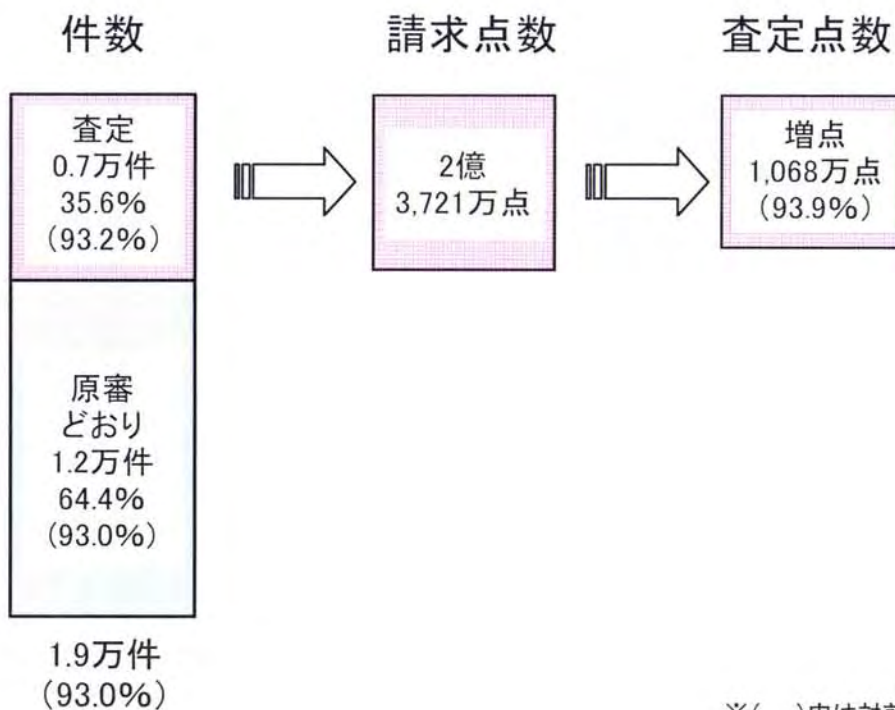 件数
請求点数
査定点数
査定
0.7万件
35.6%
(93.2%)
2億
3,721万点
増点
1,068万点
(93.9%)
原審
どおり
1.2万件
64.4%
(93.0%)
1.9万件
(93.0%)